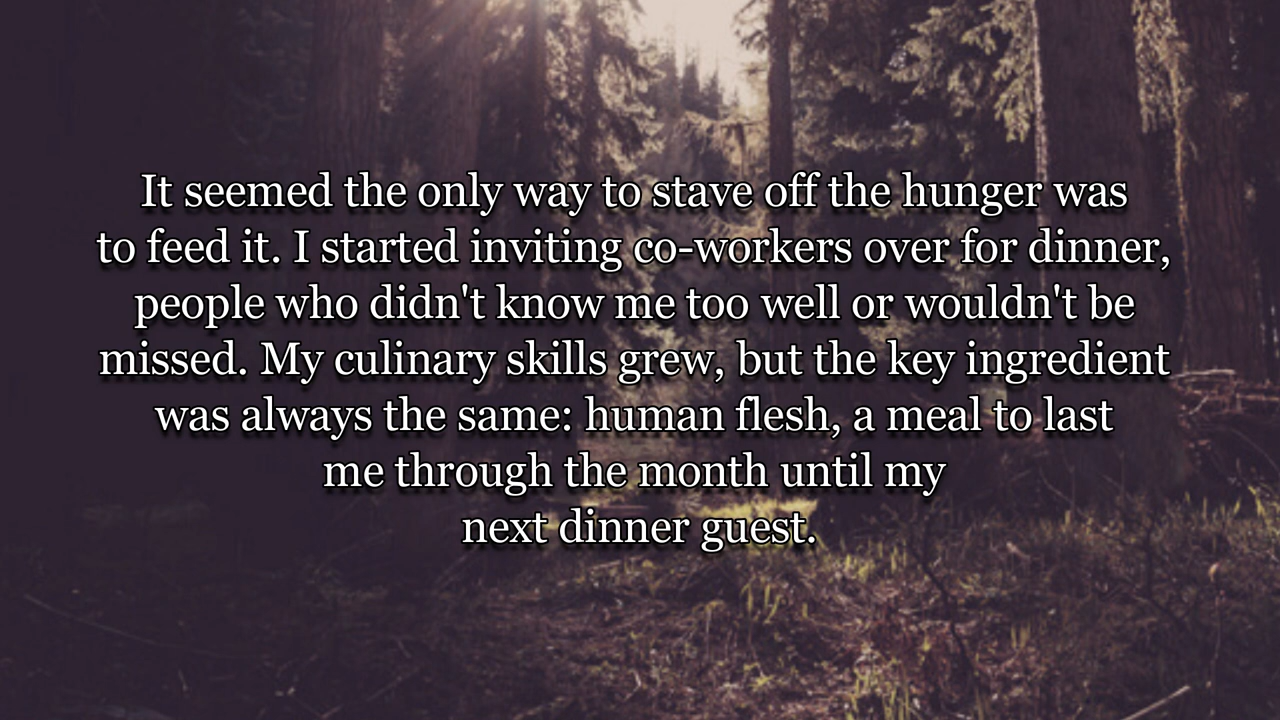 It seemed the only way to stave off the hunger was
to feed it. I started inviting co-workers over for dinner,
people who didn't know me too well or wouldn't be
missed. My culinary skills grew, but the key ingredient
was always the same: human flesh, a meal to last
me through the month until my
next dinner guest.